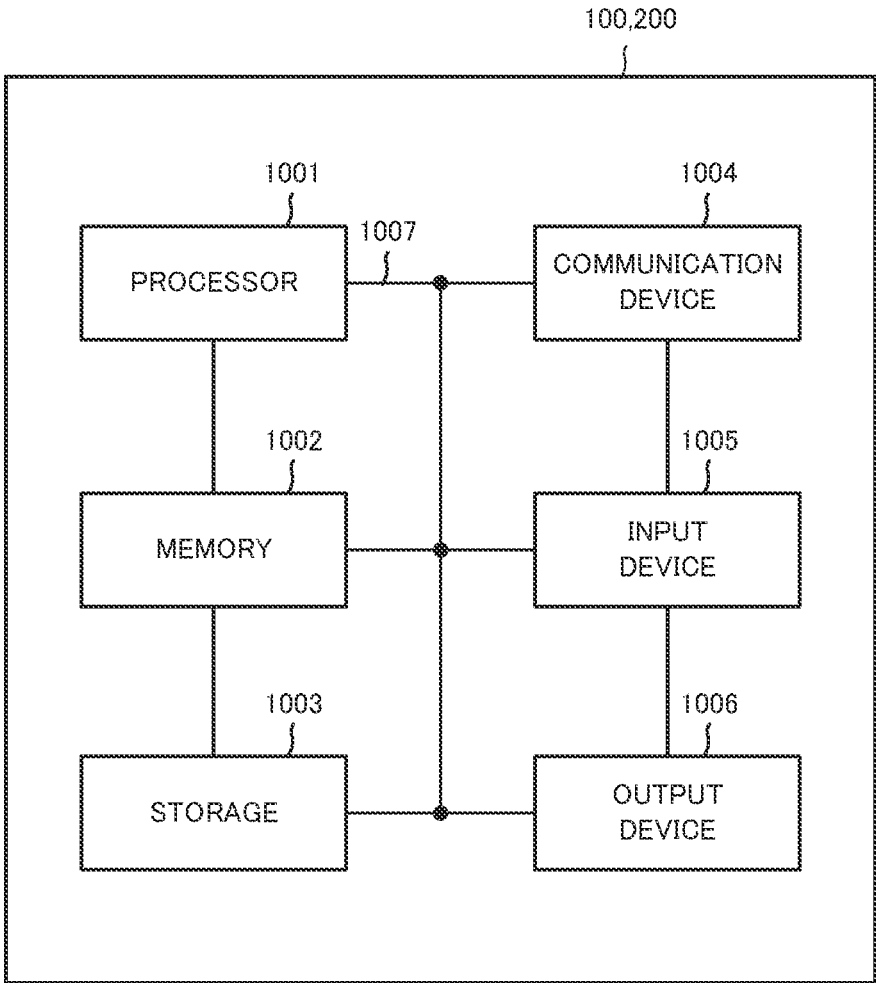 100,200
1001
PROCESSOR
1007
1004
COMMUNICATION
DEVICE
1002
MEMORY
1005
INPUT
DEVICE
1003
STORAGE
1006
OUTPUT
DEVICE